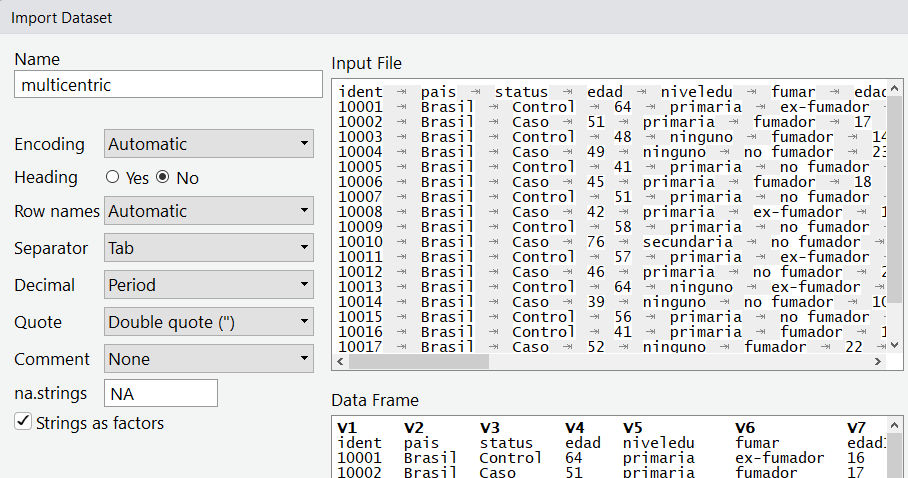 Import Dataset
Name
multicentric
Encoding Automatic
Heading Yes No
Row names Automatic
Separator Tab
Decimal Period
Quote Double quote (")
Comment None
na.strings NA
Strings as factors
Input File
ident → pais → status → edad → niveledu → fumar →
10001 → Brasil → Control → 64 → primaria → ex-fumador →
10002 → Brasil → Caso → 51 → primaria → fumador → 17
10003 → Brasil → Control → 48 → ninguno → fumador → 14
10004 → Brasil → Caso → 49 → ninguno → no fumador → 23
10005 → Brasil → Control → 41 → primaria → no fumador
10006 → Brasil → Caso → 45 → primaria → fumador → 18
10007 → Brasil → Control → 51 → primaria → no fumador
10008 → Brasil → Caso → 42 → primaria → ex-fumador →
10009 → Brasil → Control → 58 → primaria → no fumador
10010 → Brasil → Caso → 76 → secundaria → no fumador →
10011 → Brasil → Control → 57 → primaria → ex-fumador
10012 → Brasil → Caso → 46 → primaria → no fumador →
10013 → Brasil → Control → 64 → ninguno → ex-fumador →
10014 → Brasil → Caso → 39 → ninguno → no fumador → 10
10015 → Brasil → Control → 56 → primaria → no fumador
10016 → Brasil → Control → 41 → primaria → fumador →
10017 → Brasil → Caso → 52 → ninguno → fumador → 22 →
Data Frame
V1 V2 V3 V4 V5 V6 V7
ident pais status edad niveledu fumar
10001 Brasil Control 64 primaria ex-fumador 16
10002 Brasil Caso 51 primaria fumador 17